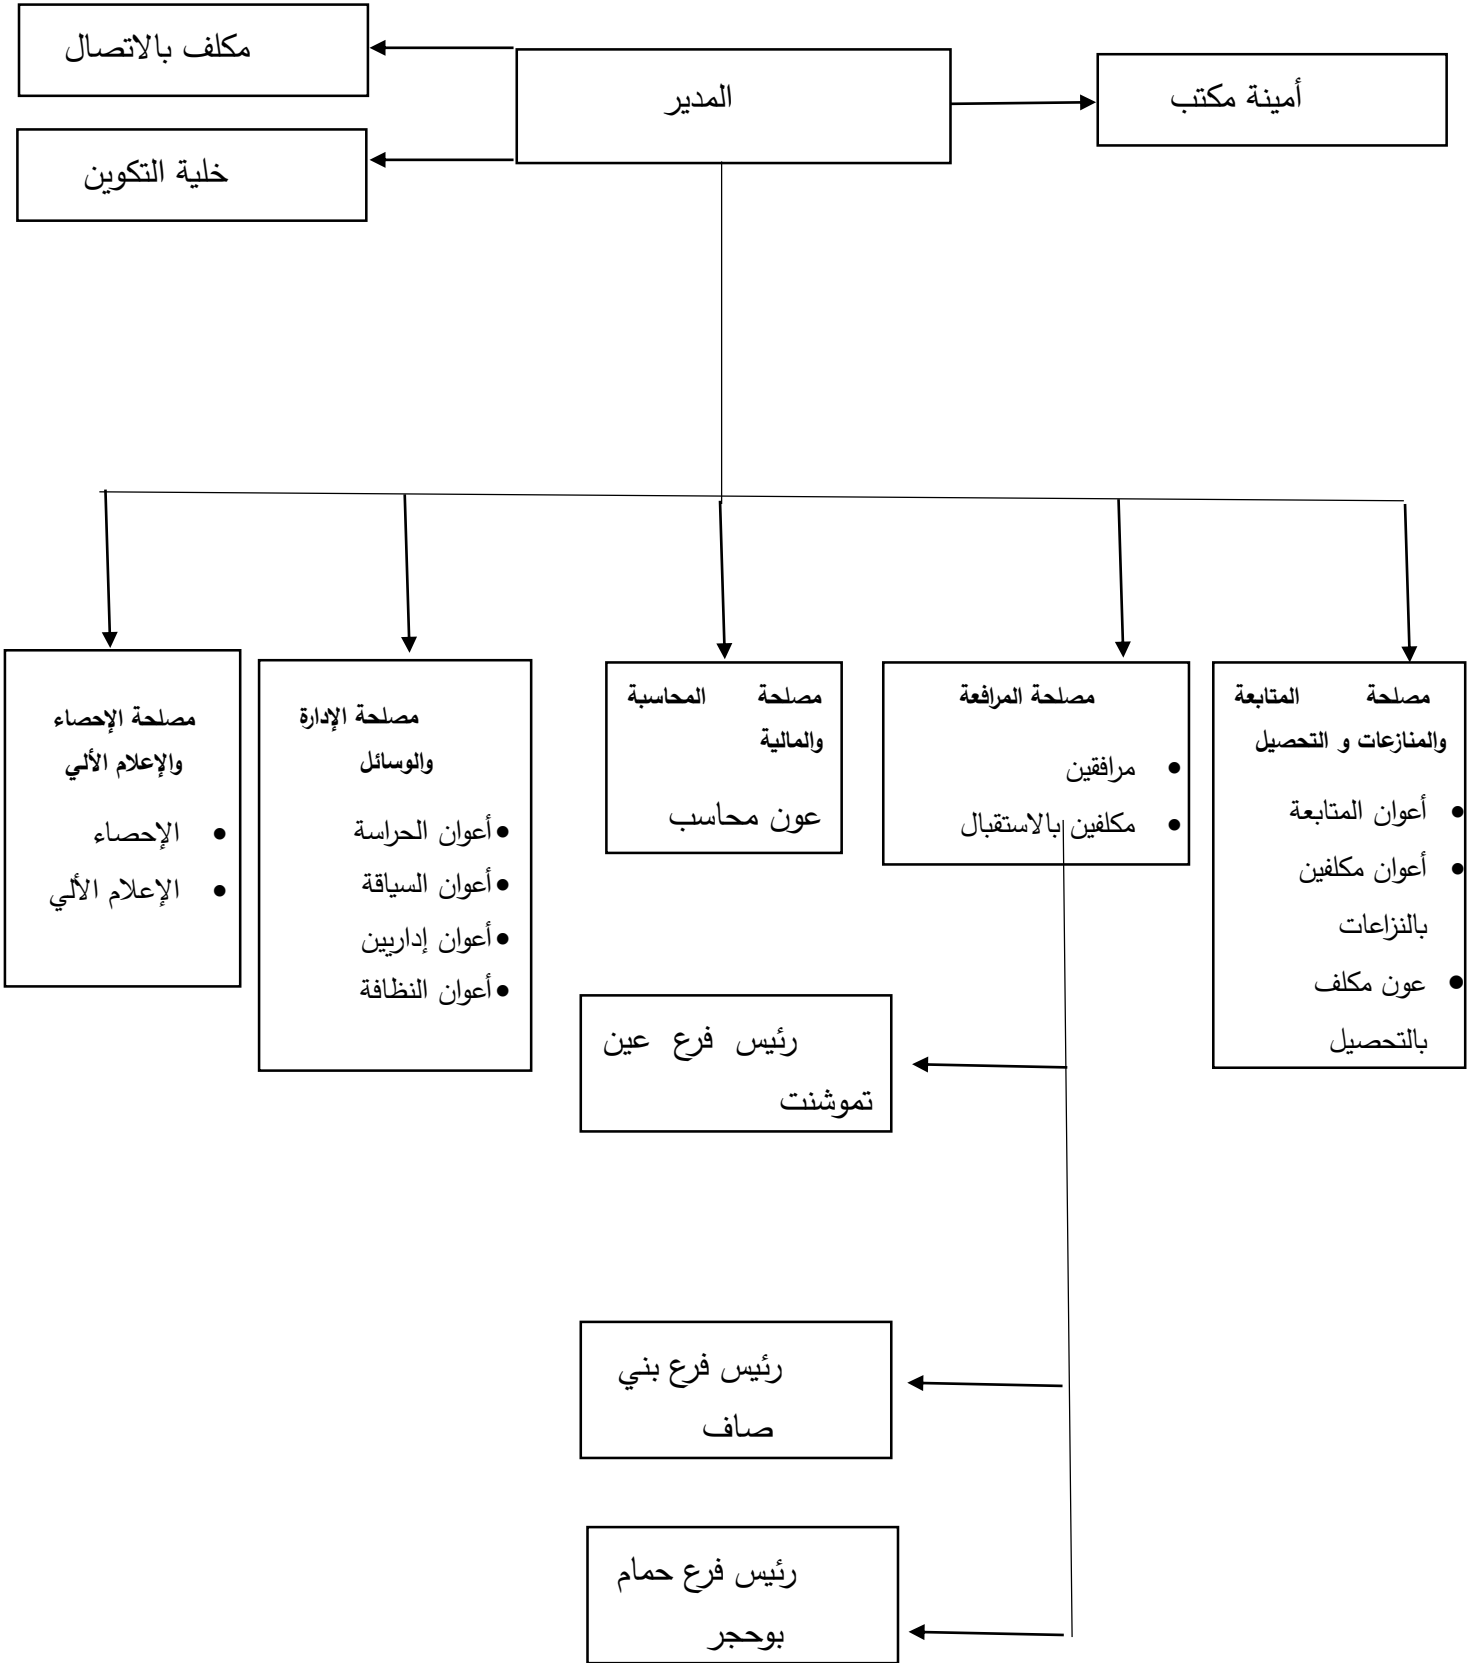 مكلف بالاتصال
المدير
أمينة مكتب
خلية التكوين
مصلحة المتابعة
والمنازعات و التحصيل
• أعوان المتابعة
• أعوان مكلفين
بالنزاعات
• عون مكلف
بالتحصيل
مصلحة المرافعة
• مرافقين
• مكلفين بالاستقبال
مصلحة المحاسبة
والمالية
عون محاسب
مصلحة الإدارة
والوسائل
• أعوان الحراسة
• أعوان السياقة
• أعوان إداريين
• أعوان النظافة
مصلحة الإحصاء
والإعلام الألي
• الإحصاء
• الإعلام الألي
رئيس فرع عين
تموشنت
رئيس فرع بني
صاف
رئيس فرع حمام
بوحجر